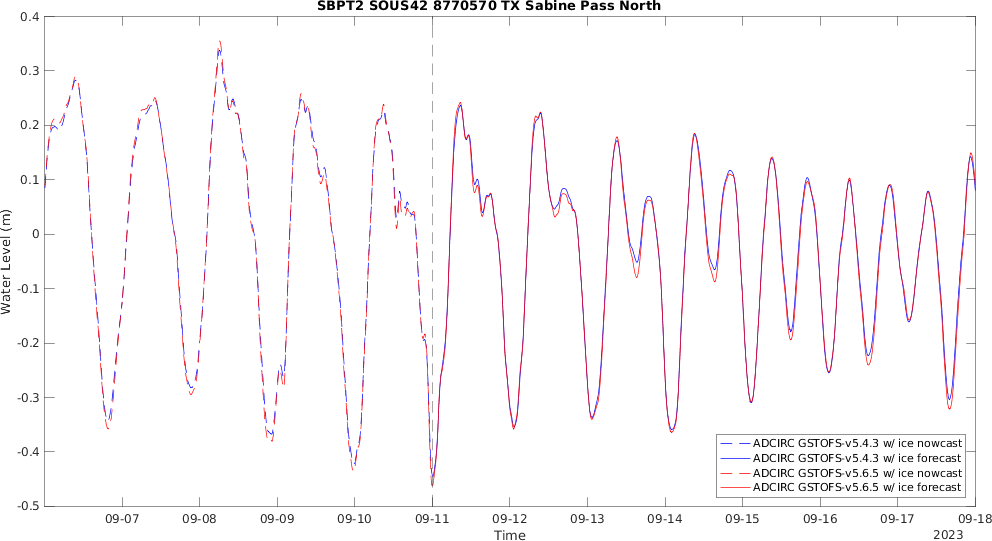 SBPT2 SOUS42 8770570 TX Sabine Pass North
0.4
0.3
0.2
0.1
0
-0.1
-0.2
-0.3
-0.4
-0.5
Water Level (m)
09-07 09-08 09-09 09-10 09-11 09-12 09-13 09-14 09-15 09-16 09-17 09-18
Time
2023
ADCIRC GSTOFS-v5.4.3 w/ ice nowcast
ADCIRC GSTOFS-v5.4.3 w/ ice forecast
ADCIRC GSTOFS-v5.6.5 w/ ice nowcast
ADCIRC GSTOFS-v5.6.5 w/ ice forecast